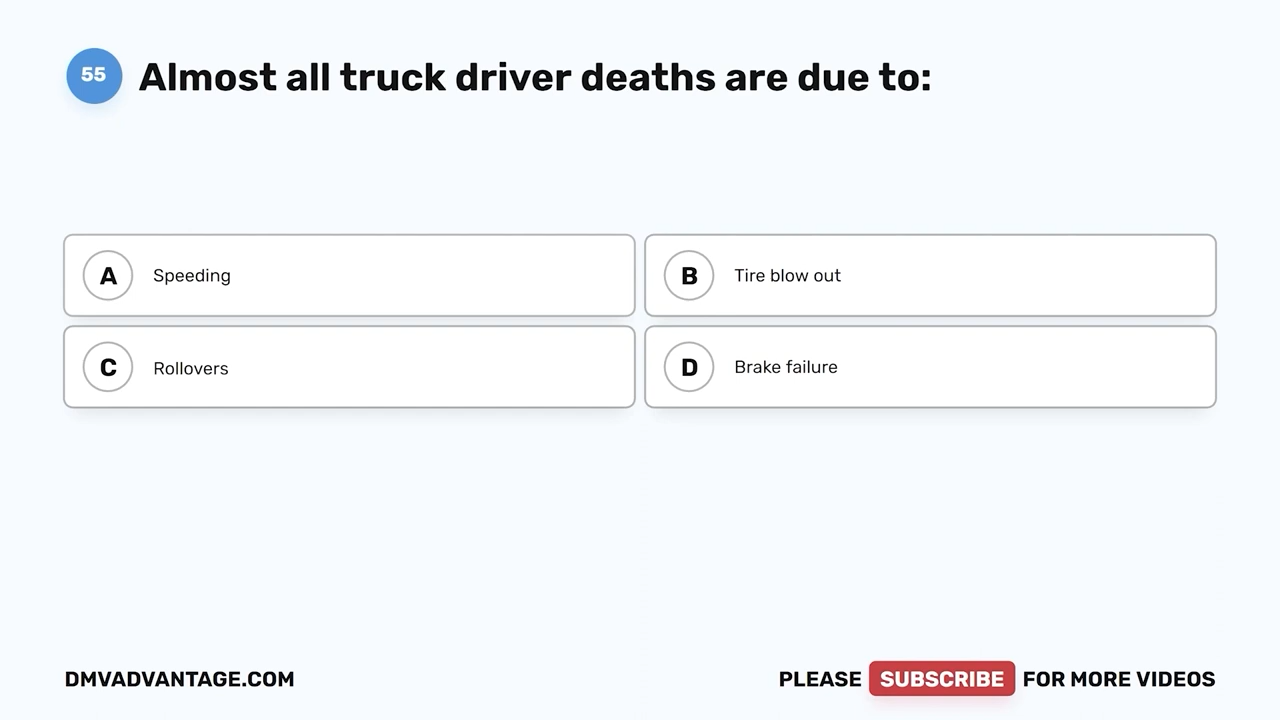 55 Almost all truck driver deaths are due to:
A Speeding
B Tire blow out
C Rollovers
D Brake failure
DMVADVANTAGE.COM
PLEASE SUBSCRIBE FOR MORE VIDEOS